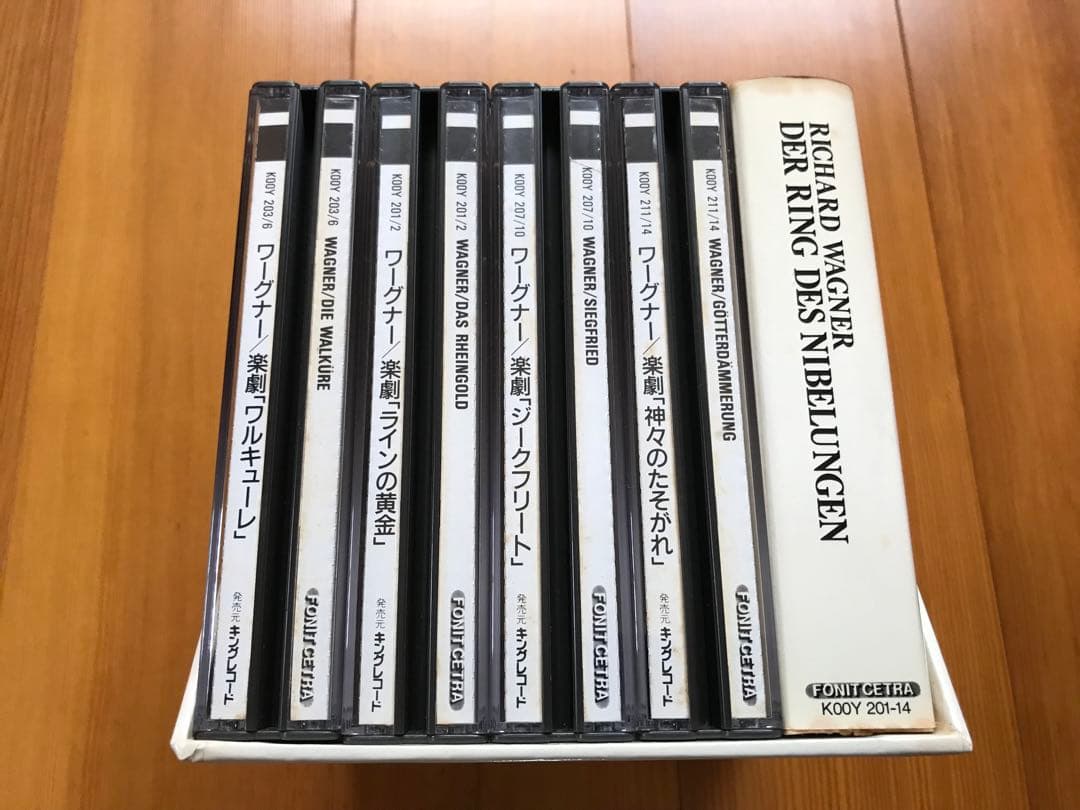 K00Y 203/6 ワーグナー/楽劇「ワルキューレ」 発売元 キングレコード
K00Y 203/6 WAGNER/DIE WALKÜRE FONIT CETRA
K00Y 201/2 ワーグナー/楽劇「ラインの黄金」 発売元 キングレコード
K00Y 201/2 WAGNER/DAS RHEINGOLD FONIT CETRA
K00Y 207/10 ワーグナー/楽劇「ジークフリート」 発売元 キングレコード
K00Y 207/10 WAGNER/SIEGFRIED FONIT CETRA
K00Y 211/14 ワーグナー/楽劇「神々のたそがれ」 発売元 キングレコード
K00Y 211/14 WAGNER/GÖTTERDÄMMERUNG FONIT CETRA
RICHARD WAGNER
DER RING DES NIBELUNGEN
FONIT CETRA
K00Y 201-14